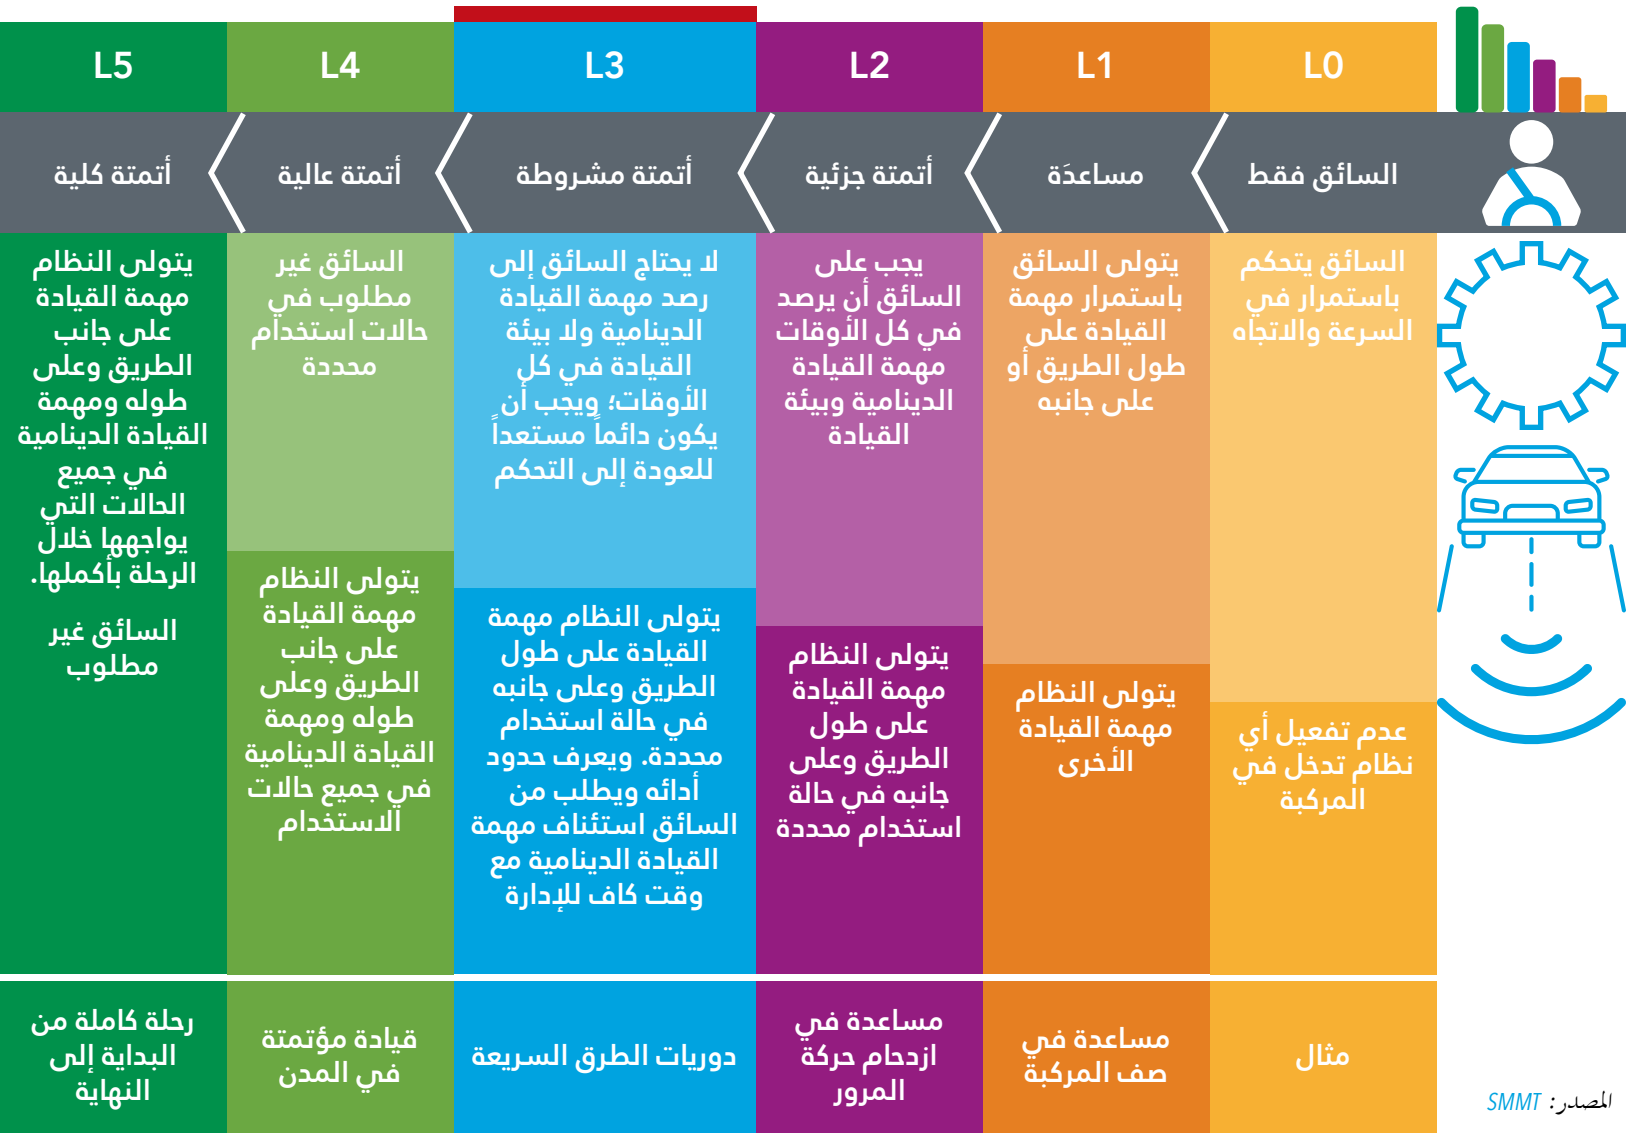 L0
L1
L2
L3
L4
L5
السائق فقط
مساعدَة
أتمتة جزئية
أتمتة مشروطة
أتمتة عالية
أتمتة كلية
السائق يتحكم
باستمرار في
السرعة والاتجاه
عدم تفعيل أي
نظام تدخل في
المركبة
يتولى السائق
باستمرار مهمة
القيادة على
طول الطريق أو
على جانبه
يتولى النظام
مهمة القيادة
الأخرى
يجب على
السائق أن يرصد
في كل الأوقات
مهمة القيادة
الدينامية وبيئة
القيادة
يتولى النظام
مهمة القيادة
على طول
الطريق وعلى
جانبه في حالة
استخدام محددة
لا يحتاج السائق إلى
رصد مهمة القيادة
الدينامية ولا بيئة
القيادة في كل
الأوقات؛ ويجب أن
يكون دائماً مستعداً
للعودة إلى التحكم
يتولى النظام مهمة
القيادة على طول
الطريق وعلى جانبه
في حالة استخدام
محددة. ويعرف حدود
أدائه ويطلب من
السائق استئناف مهمة
القيادة الدينامية مع
وقت كاف للإدارة
السائق غير
مطلوب في
حالات استخدام
محددة
يتولى النظام
مهمة القيادة
على جانب
الطريق وعلى
طوله ومهمة
القيادة الدينامية
في جميع حالات
الاستخدام
يتولى النظام
مهمة القيادة
على جانب
الطريق وعلى
طوله ومهمة
القيادة الدينامية
في جميع
الحالات التي
يواجهها خلال
الرحلة بأكملها.
السائق غير
مطلوب
مثال
مساعدة في
صف المركبة
مساعدة في
ازدحام حركة
المرور
دوريات الطرق السريعة
قيادة مؤتمتة
في المدن
رحلة كاملة من
البداية إلى
النهاية
المصدر: SMMT